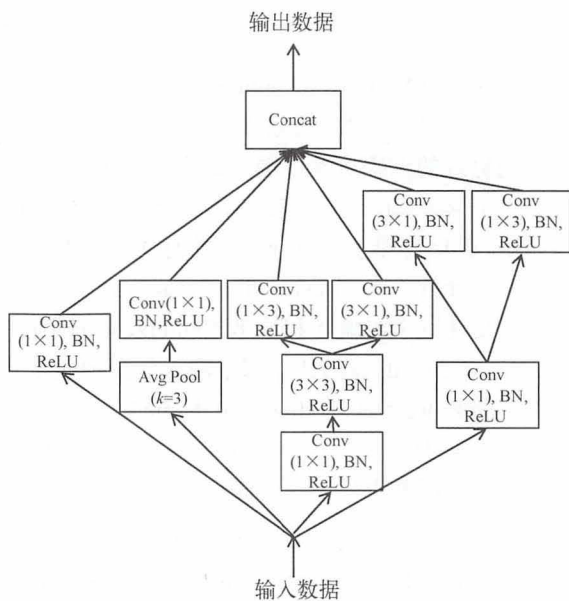 输出数据
Concat
Conv
(3×1), BN,
ReLU
Conv
(1×3), BN,
ReLU
Conv
(1×1), BN,
ReLU
Conv(1×1),
BN,ReLU
Conv
(1×3), BN,
ReLU
Conv
(3×1), BN,
ReLU
Avg Pool
(k=3)
Conv
(3×3), BN,
ReLU
Conv
(1×1), BN,
ReLU
Conv
(1×1), BN,
ReLU
输入数据